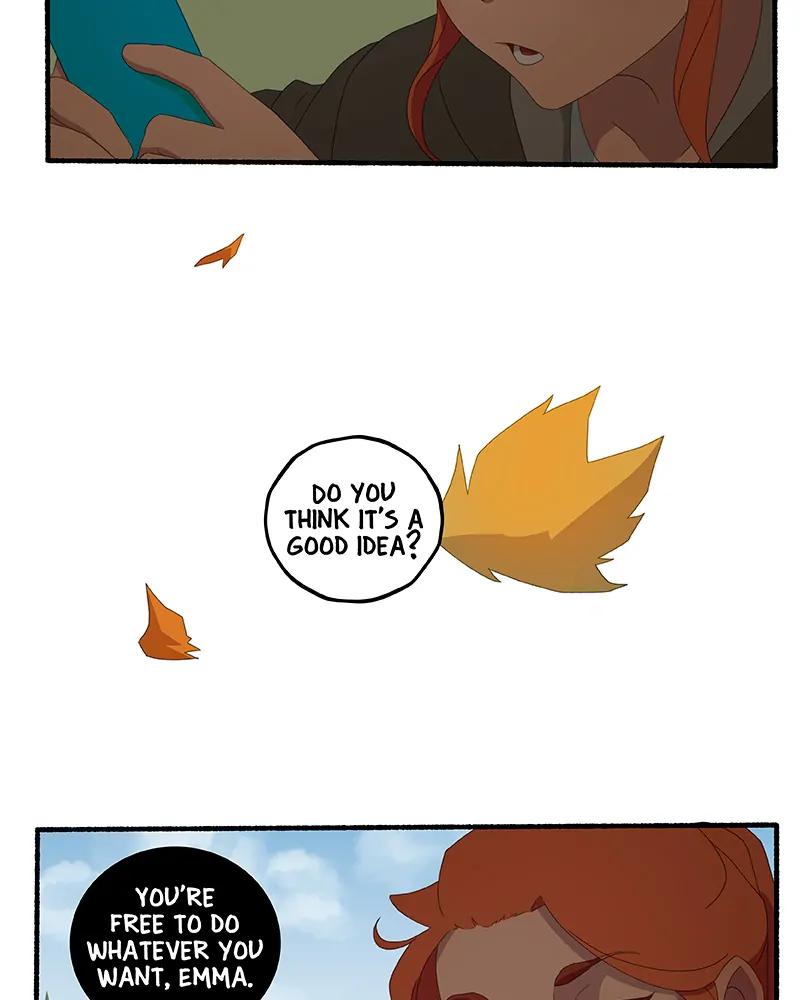 DO YOU
THINK IT'S A
GOOD IDEA?
YOU'RE
FREE TO DO
WHATEVER YOU
WANT, EMMA.